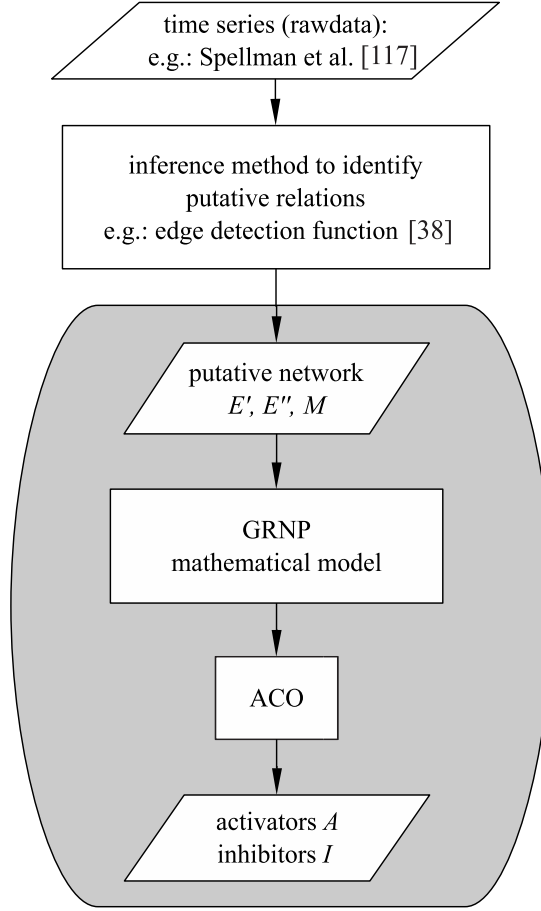 time series (rawdata):
e.g.: Spellman et al. [117]
inference method to identify
putative relations
e.g.: edge detection function [38]
putative network
E', E'', M
GRNP
mathematical model
ACO
activators A
inhibitors I